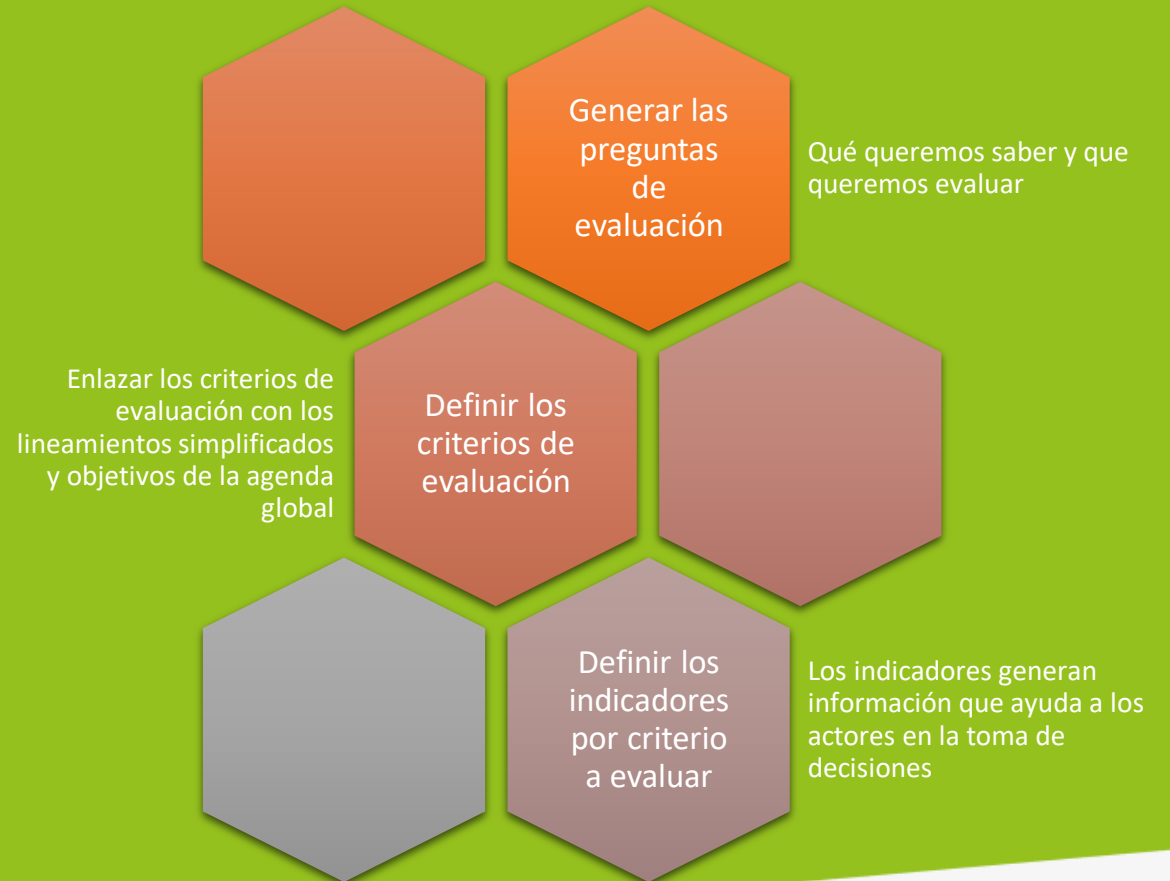 Generar las
preguntas
de
evaluación
Qué queremos saber y que
queremos evaluar
Enlazar los criterios de
evaluación con los
lineamientos simplificados
y objetivos de la agenda
global
Definir los
criterios de
evaluación
Definir los
indicadores
por criterio
a evaluar
Los indicadores generan
información que ayuda a los
actores en la toma de
decisiones